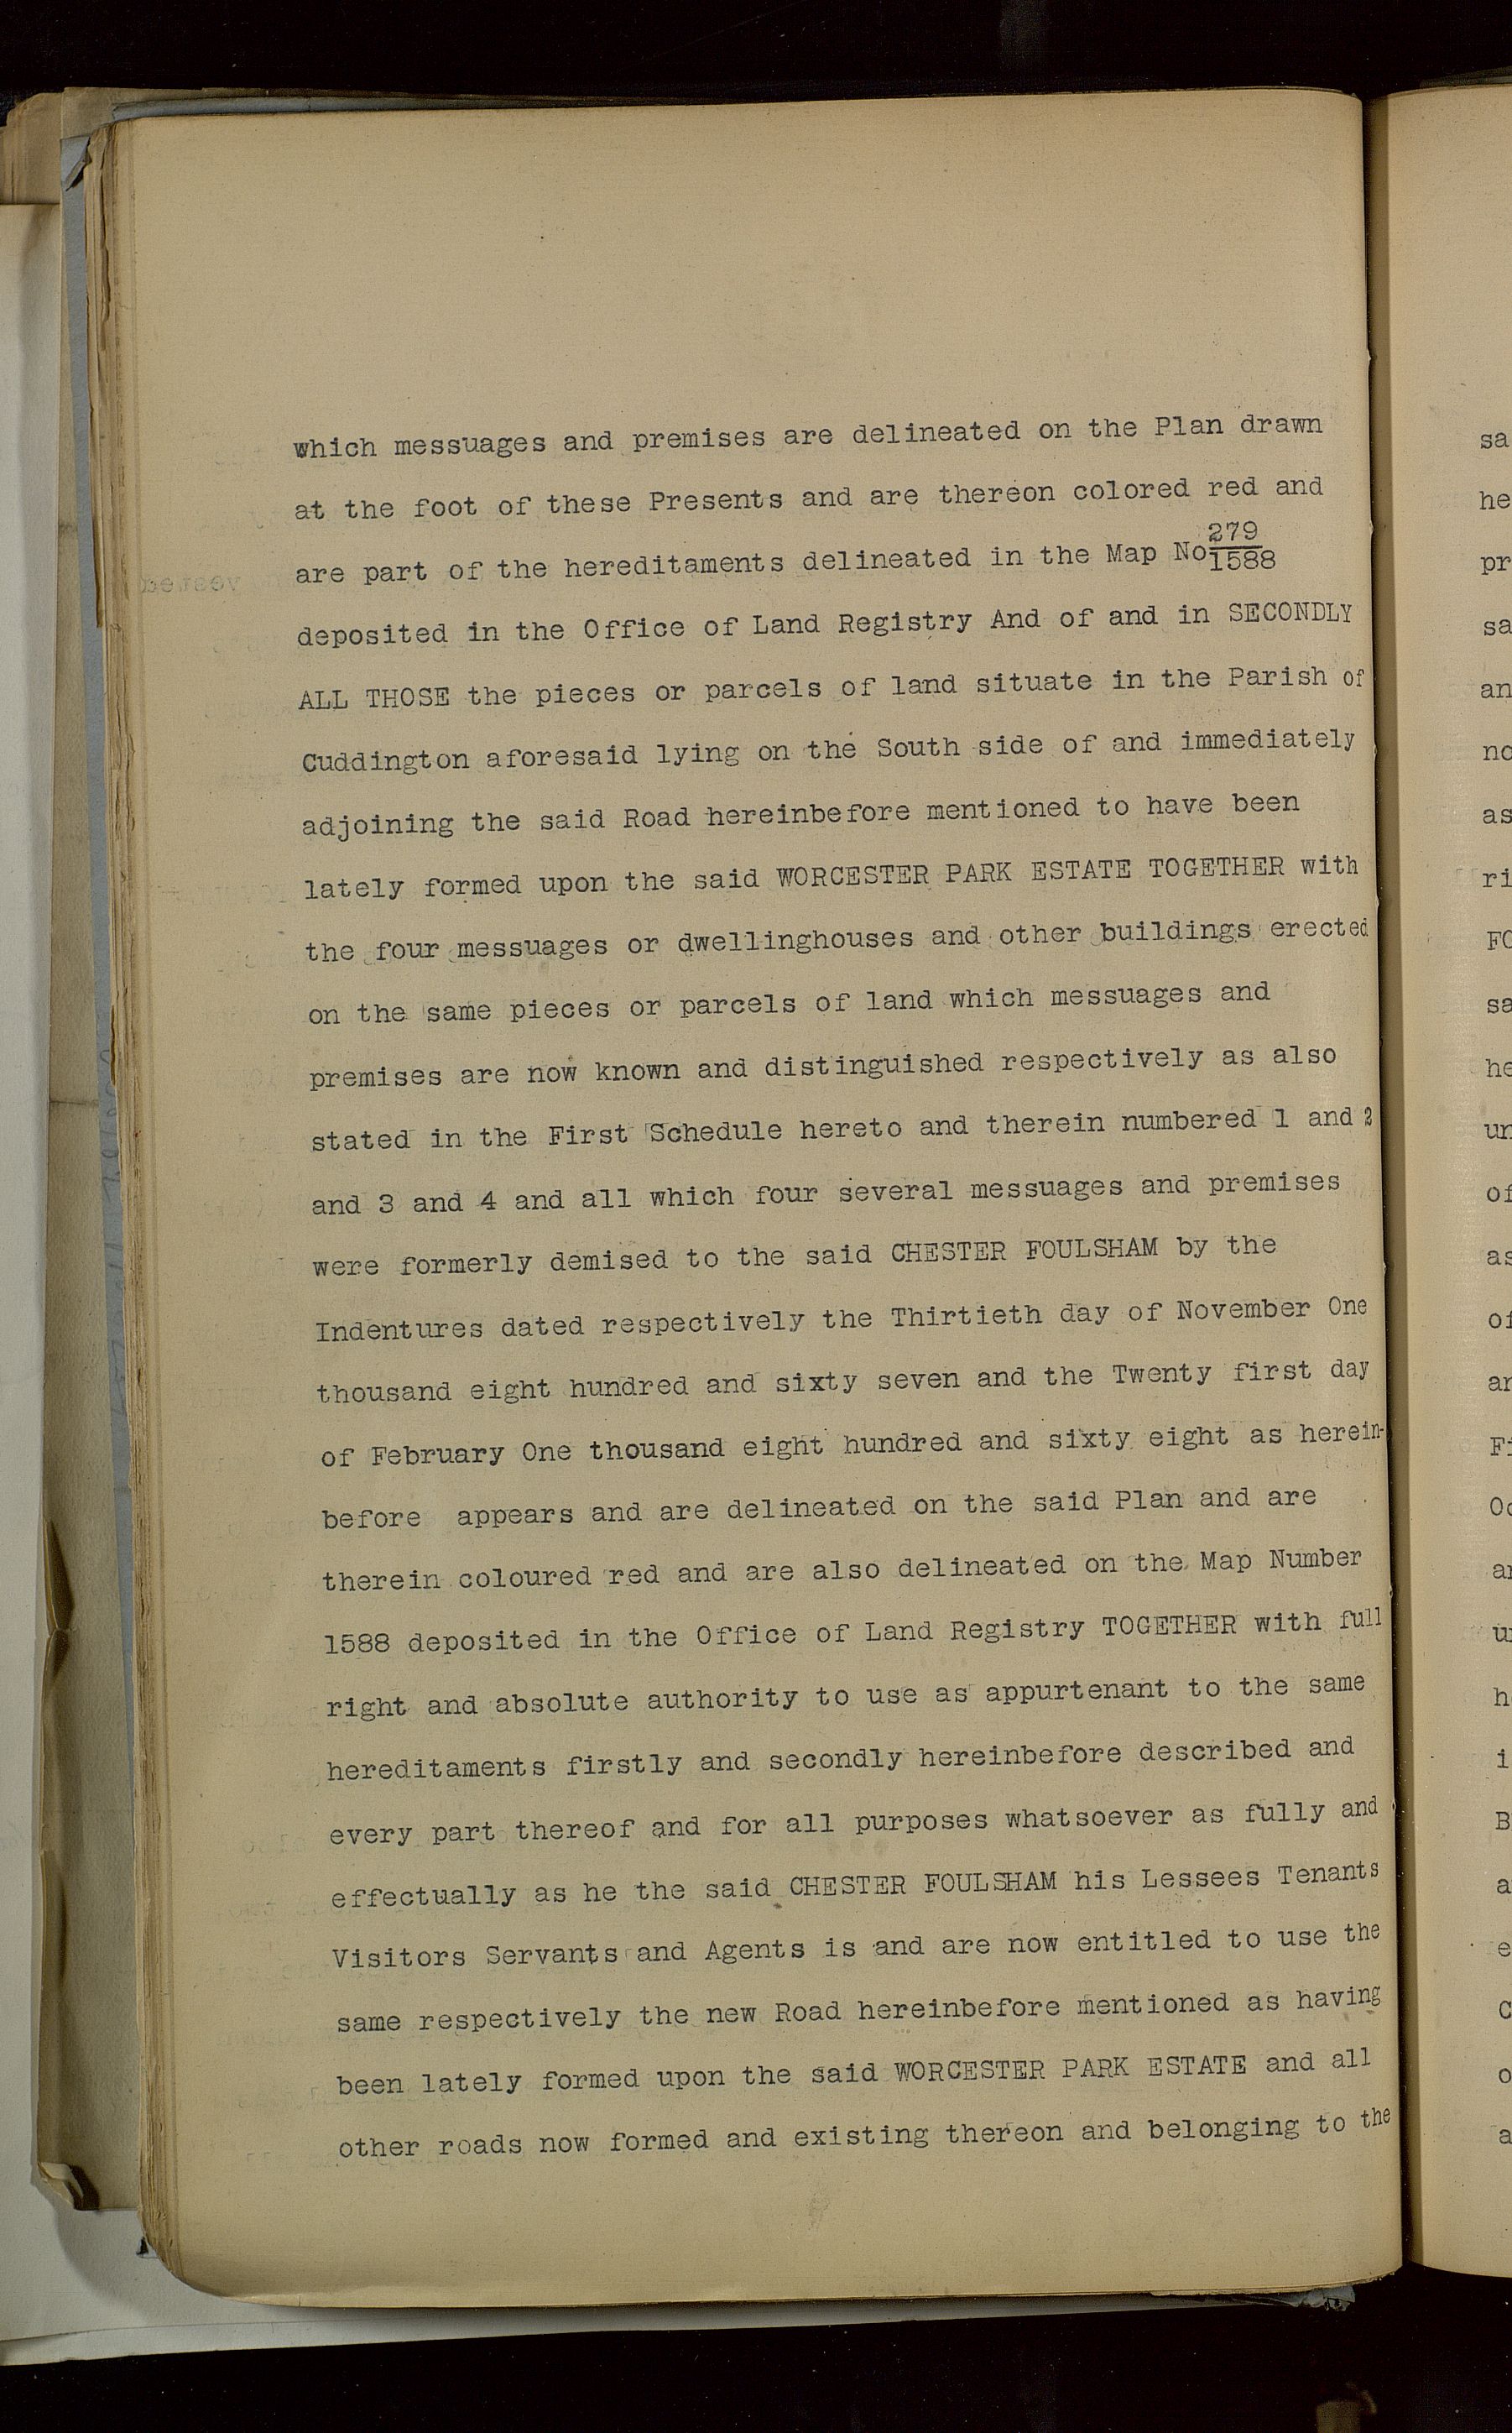 which messuages and premises are delineated on the Plan drawn
at the foot of these Presents and are thereon colored red and
are part of the hereditaments delineated in the Map No 279/1588
deposited in the Office of Land Registry And of and in SECONDLY
ALL THOSE the pieces or parcels of land situate in the Parish of
Cuddington aforesaid lying on the South side of and immediately
adjoining the said Road hereinbefore mentioned to have been
lately formed upon the said WORCESTER PARK ESTATE TOGETHER with
the four messuages or dwellinghouses and other buildings erected
on the same pieces or parcels of land which messuages and
premises are now known and distinguished respectively as also
stated in the First Schedule hereto and therein numbered 1 and 2
and 3 and 4 and all which four several messuages and premises
were formerly demised to the said CHESTER FOULSHAM by the
Indentures dated respectively the Thirtieth day of November One
thousand eight hundred and sixty seven and the Twenty first day
of February One thousand eight hundred and sixty eight as herein-
before appears and are delineated on the said Plan and are
therein coloured red and are also delineated on the Map Number
1588 deposited in the Office of Land Registry TOGETHER with full
right and absolute authority to use as appurtenant to the same
hereditaments firstly and secondly hereinbefore described and
every part thereof and for all purposes whatsoever as fully and
effectually as he the said CHESTER FOULSHAM his Lessees Tenants
Visitors Servants and Agents is and are now entitled to use the
same respectively the new Road hereinbefore mentioned as having
been lately formed upon the said WORCESTER PARK ESTATE and all
other roads now formed and existing thereon and belonging to the